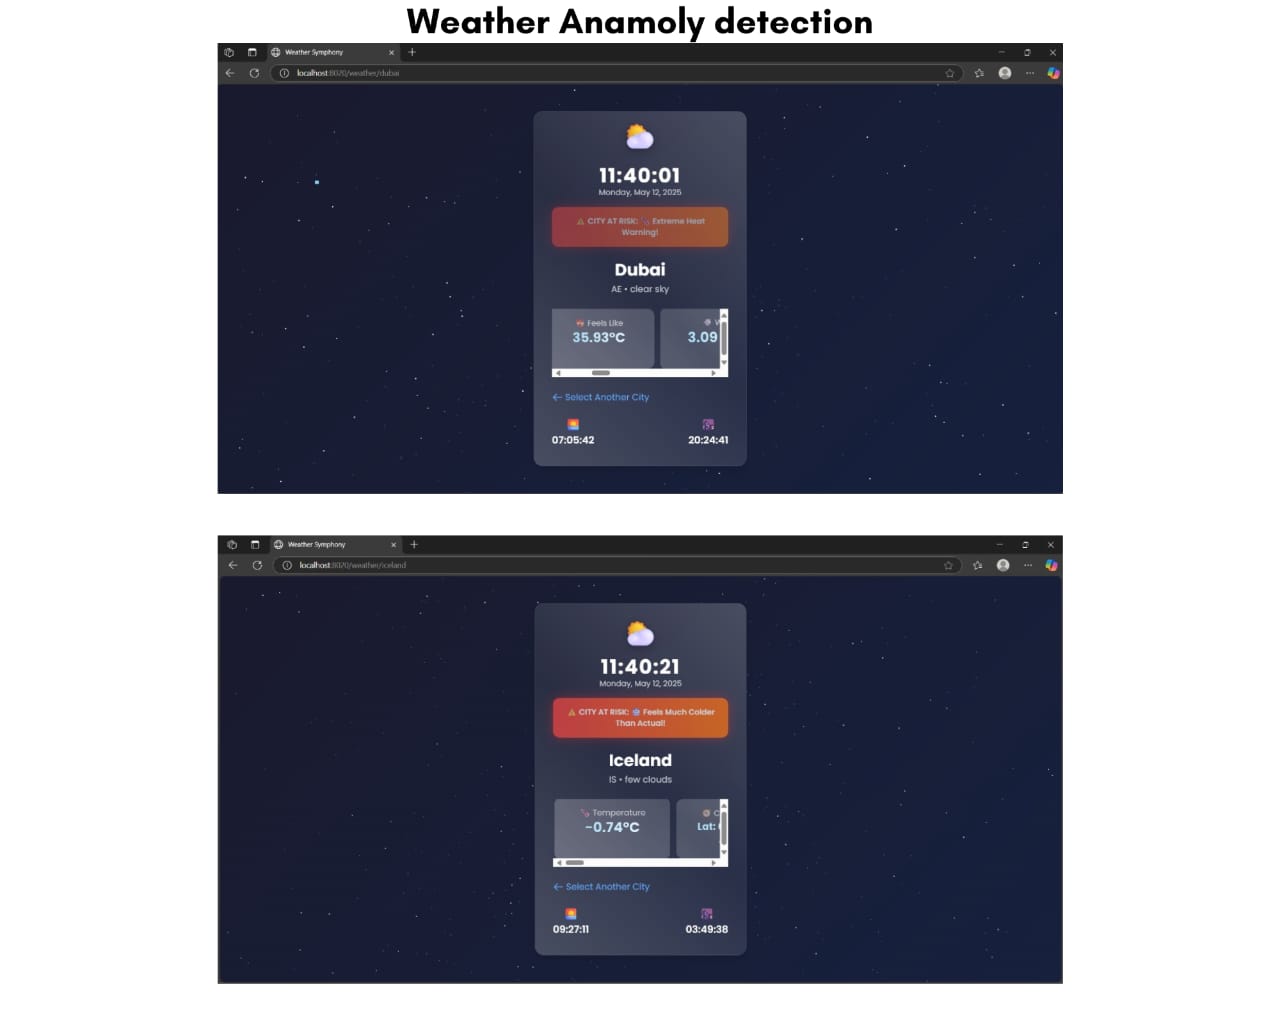 Weather Anamoly detection
Weather Symphony
localhost:8020/weather/dubai
11:40:01
Monday, May 12, 2025
⚠ CITY AT RISK: 🌡 Extreme Heat
Warning!
Dubai
AE • clear sky
Feels Like
35.93°C
3.09
← Select Another City
07:05:42
20:24:41
Weather Symphony
localhost:8020/weather/iceland
11:40:21
Monday, May 12, 2025
⚠ CITY AT RISK: ❄ Feels Much Colder
Than Actual!
Iceland
IS • few clouds
Temperature
-0.74°C
Lat:
← Select Another City
09:27:11
03:49:38